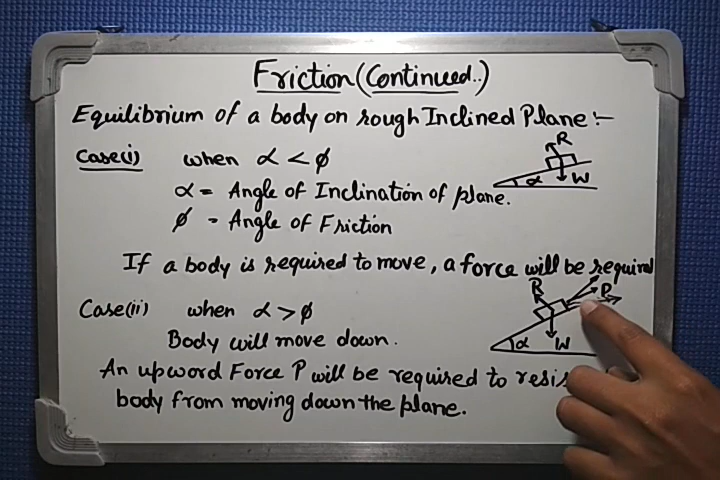 Friction (Continued..)
Equilibrium of a body on rough Inclined Plane :-
Case(i) when α < ϕ
R
α W
α = Angle of Inclination of plane.
ϕ = Angle of Friction
If a body is required to move, a force will be required
Case(ii) when α > ϕ
R P
α W
Body will move down.
An upword Force P will be required to resis
body from moving down the plane.